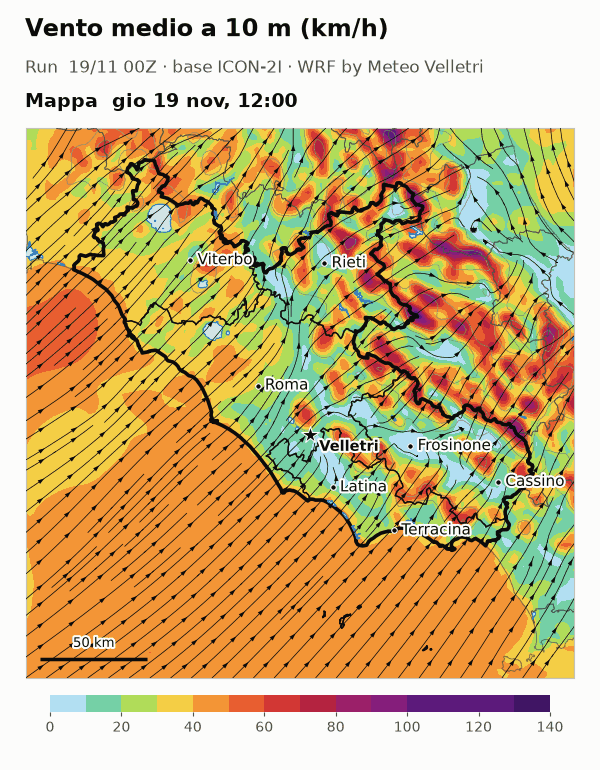 Vento medio a 10 m (km/h)
Run 19/11 00Z · base ICON-2I · WRF by Meteo Velletri
Mappa gio 19 nov, 12:00
Viterbo
Rieti
Roma
Velletri
Frosinone
Latina
Cassino
Terracina
50 km
0 20 40 60 80 100 120 140